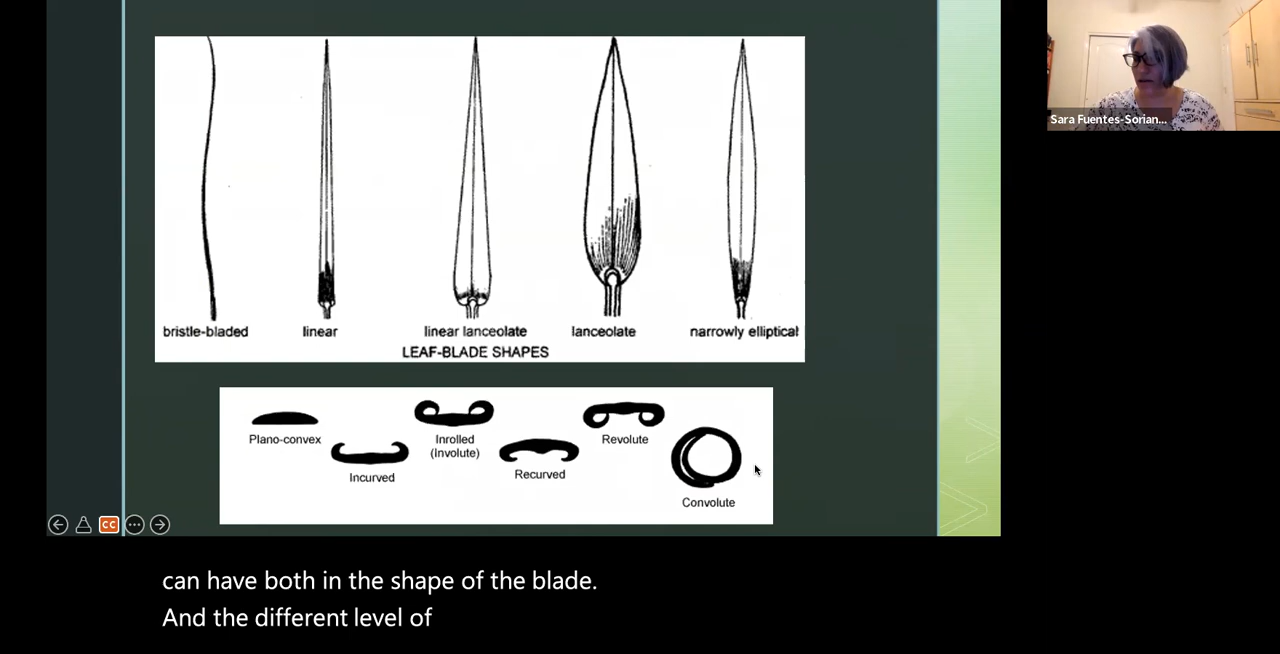 bristle-bladed
linear
linear lanceolate
lanceolate
narrowly elliptical
LEAF-BLADE SHAPES
Plano-convex
Incurved
Inrolled
(Involute)
Recurved
Revolute
Convolute
CC
can have both in the shape of the blade.
And the different level of
Sara Fuentes-Sorian...